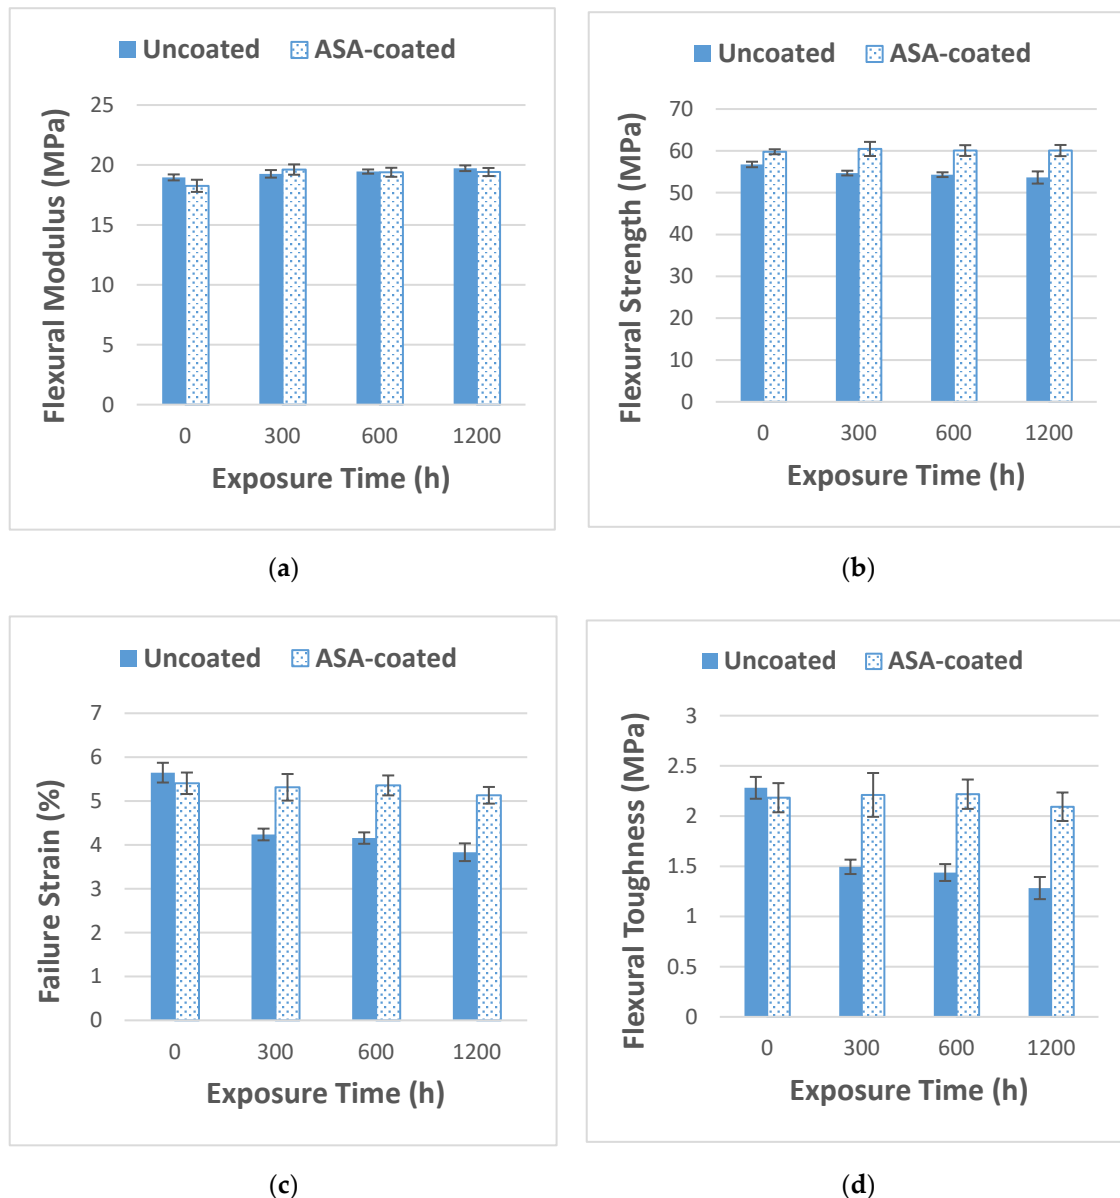 Uncoated ASA-coated
Flexural Modulus (MPa)
25
20
15
10
5
0
0 300 600 1200
Exposure Time (h)
(a)
Uncoated ASA-coated
Flexural Strength (MPa)
70
60
50
40
30
20
10
0
0 300 600 1200
Exposure Time (h)
(b)
Uncoated ASA-coated
Failure Strain (%)
7
6
5
4
3
2
1
0
0 300 600 1200
Exposure Time (h)
(c)
Uncoated ASA-coated
Flexural Toughness (MPa)
3
2.5
2
1.5
1
0.5
0
0 300 600 1200
Exposure Time (h)
(d)